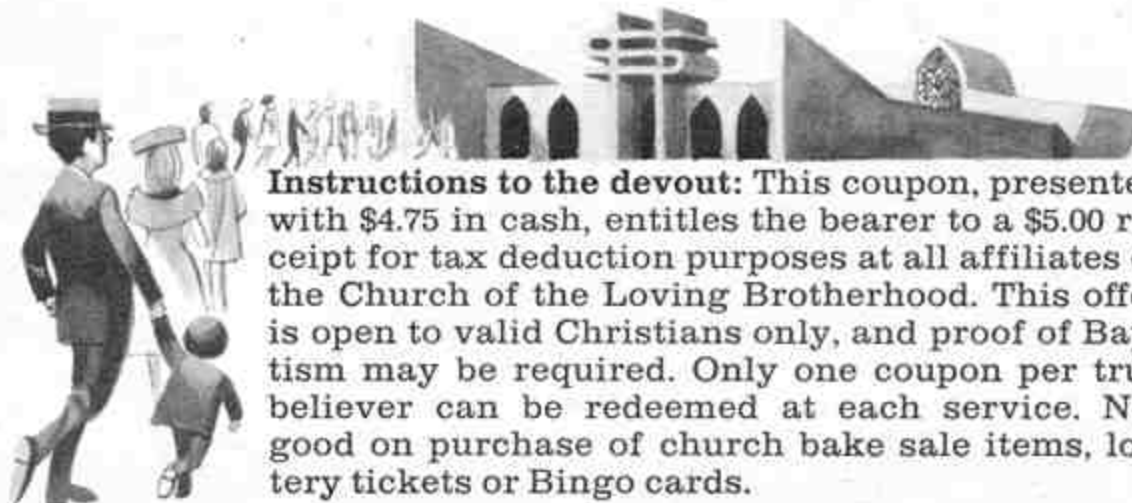 Instructions to the devout: This coupon, presente
with $4.75 in cash, entitles the bearer to a $5.00 r
ceipt for tax deduction purposes at all affiliates
the Church of the Loving Brotherhood. This offe
is open to valid Christians only, and proof of Ba
tism may be required. Only one coupon per tru
believer can be redeemed at each service. N
good on purchase of church bake sale items, lo
tery tickets or Bingo cards.